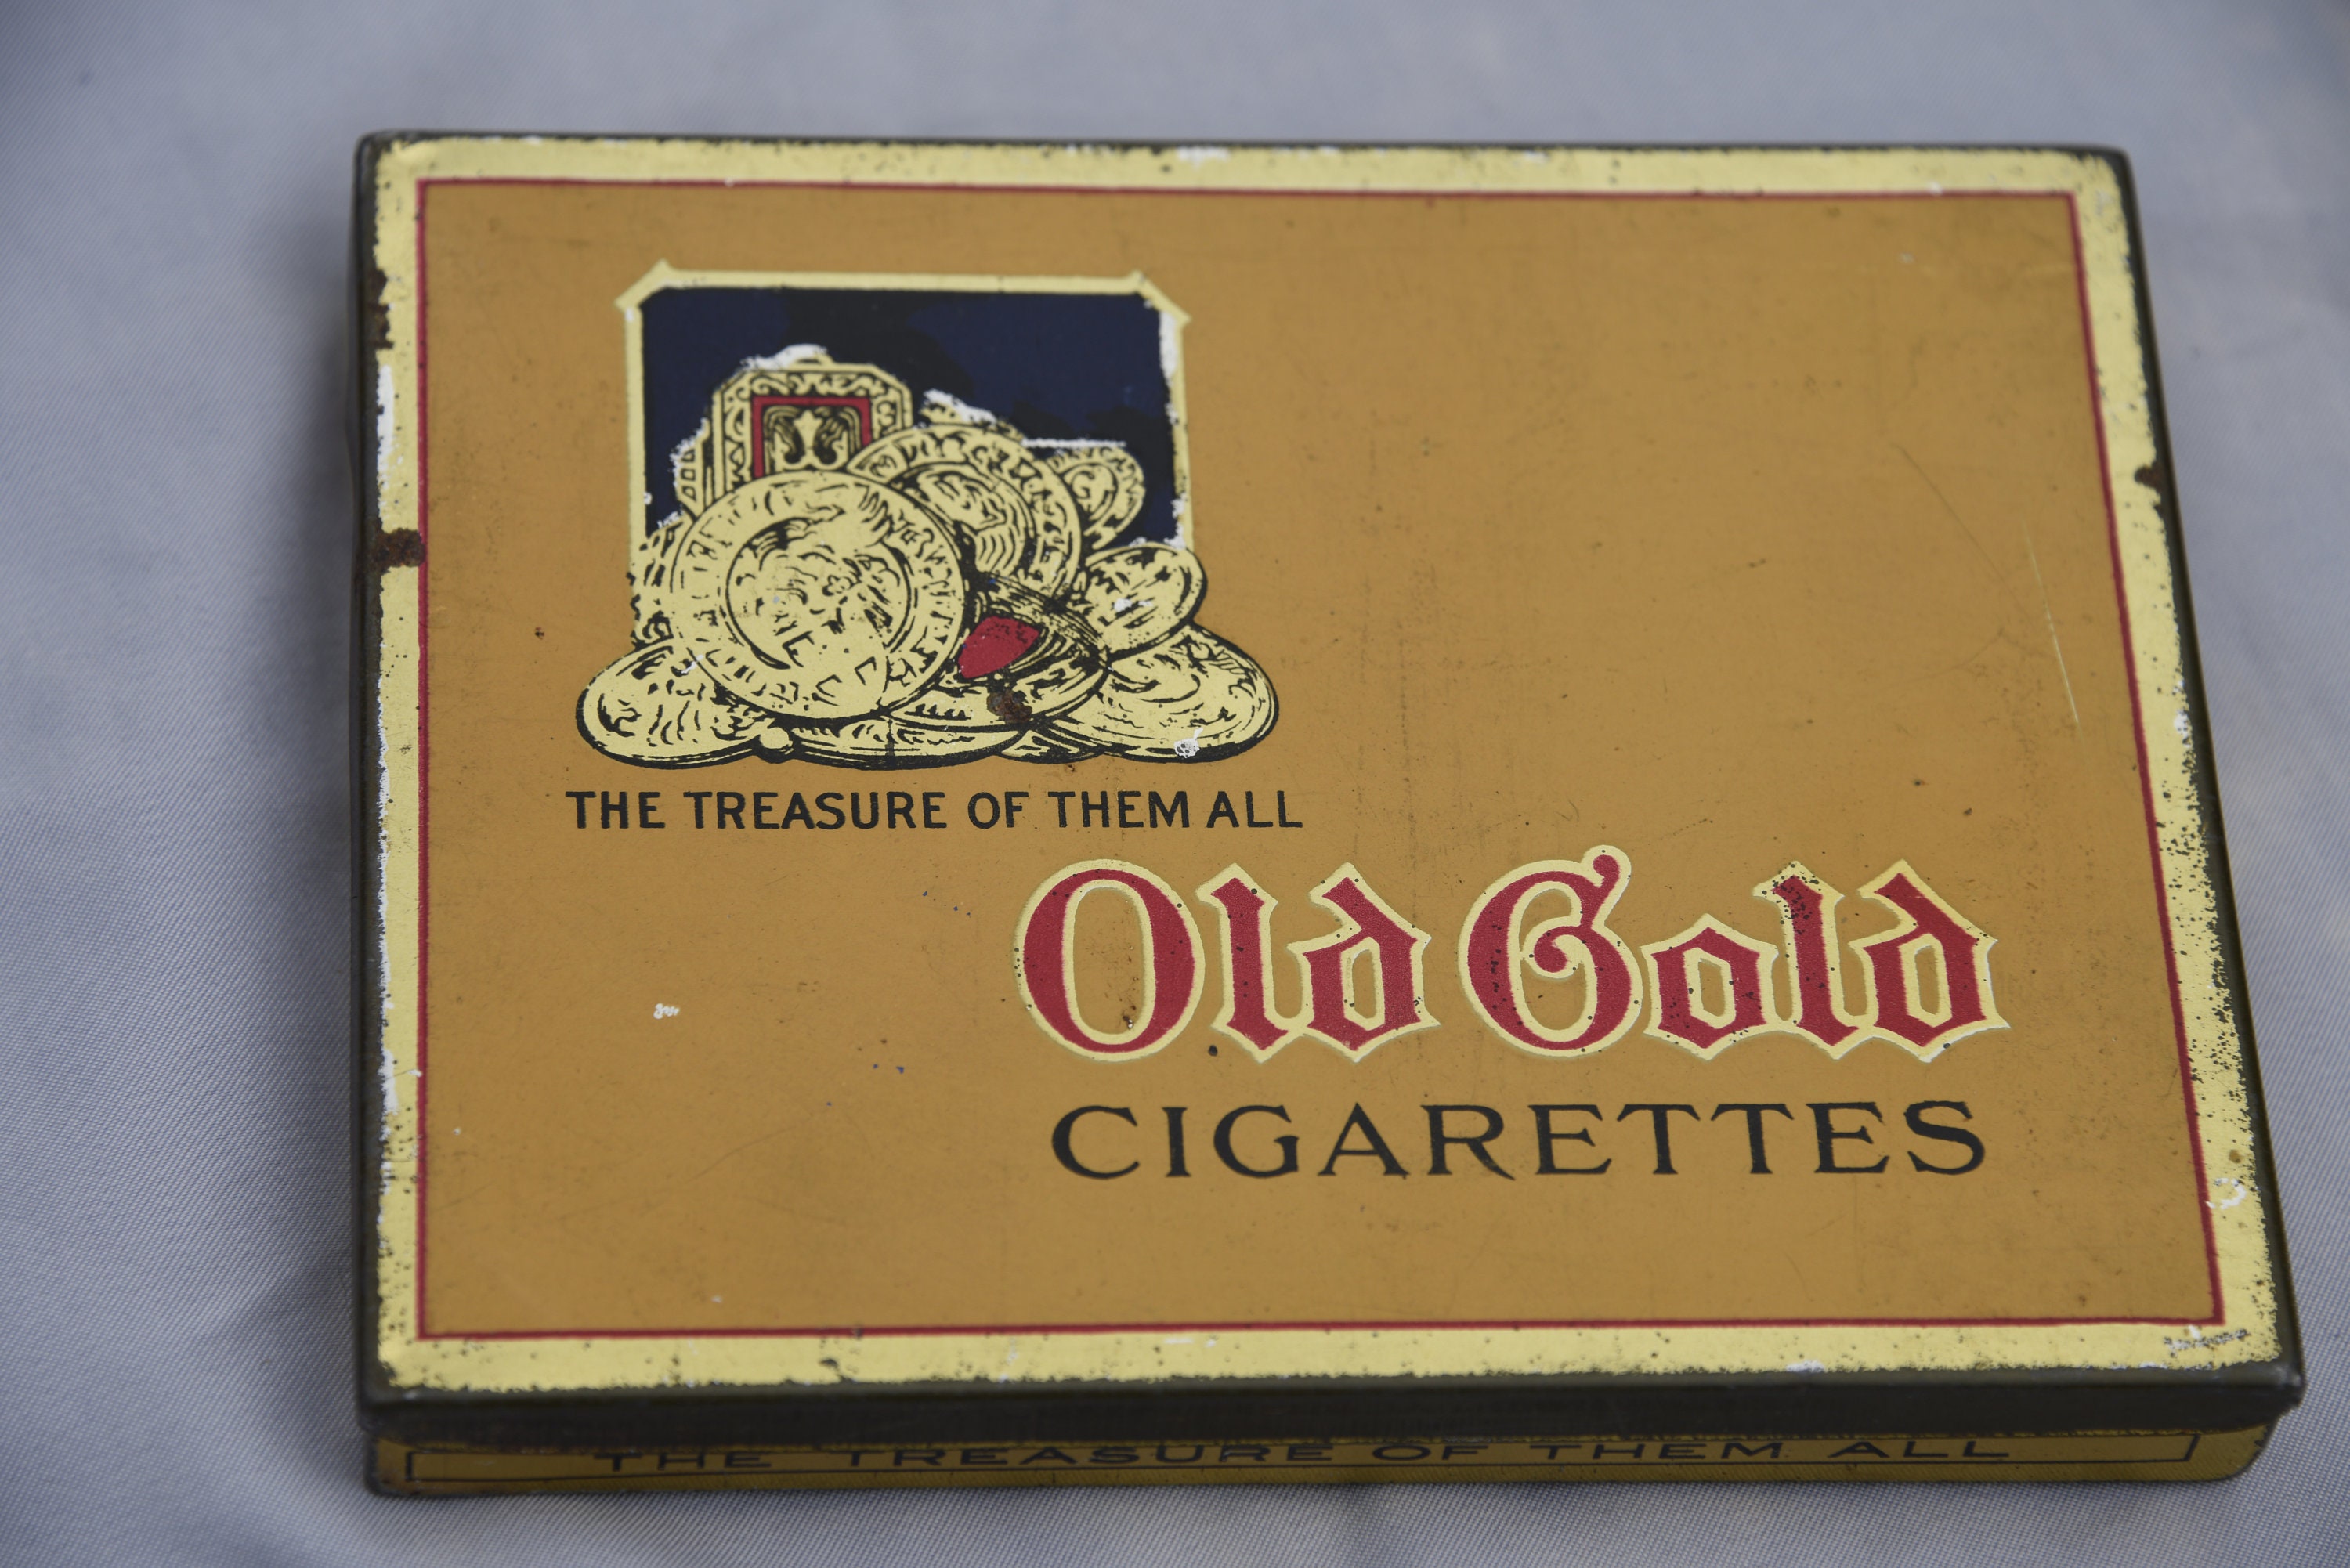 THE TREASURE OF THEM ALL
Old Gold
CIGARETTES
THE TREASURE OF THEM ALL